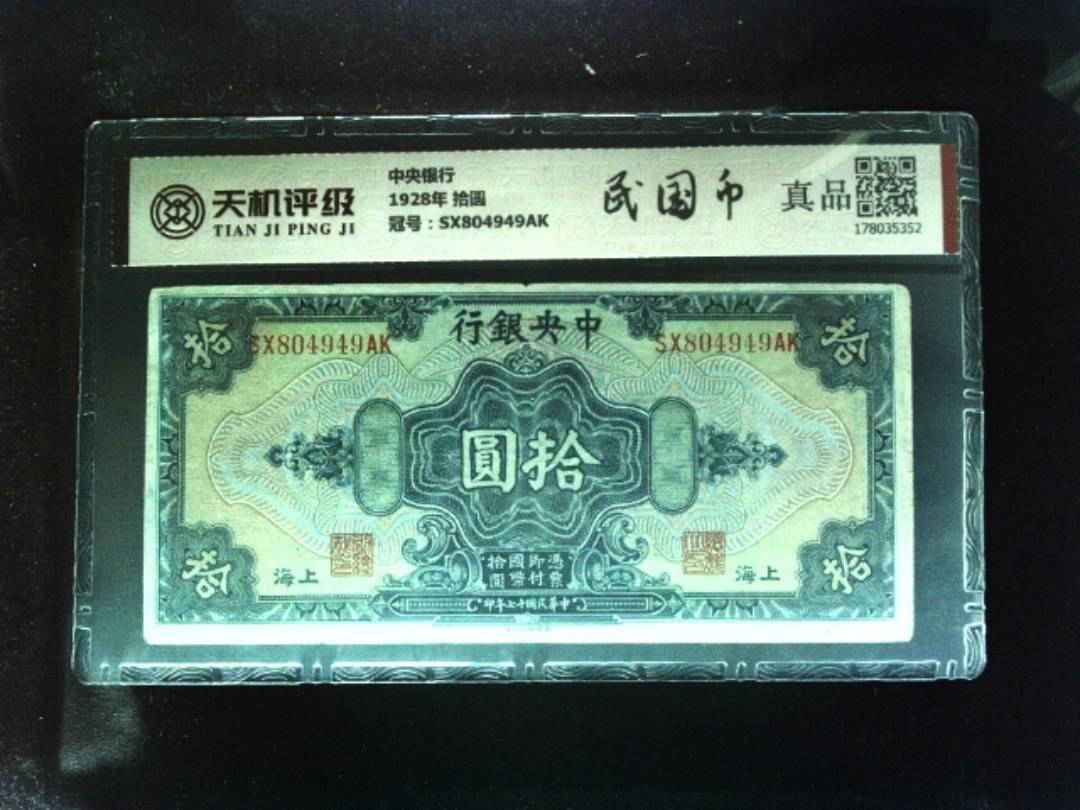 天机评级
TIAN JI PING JI
中央银行
1928年 拾圆
冠号：SX804949AK
民国币
真品
178035352
拾
行銀央中
拾
SX804949AK
SX804949AK
圓拾
憑票即付國幣拾圓
上海
上海
拾
拾
印年七十國民華中